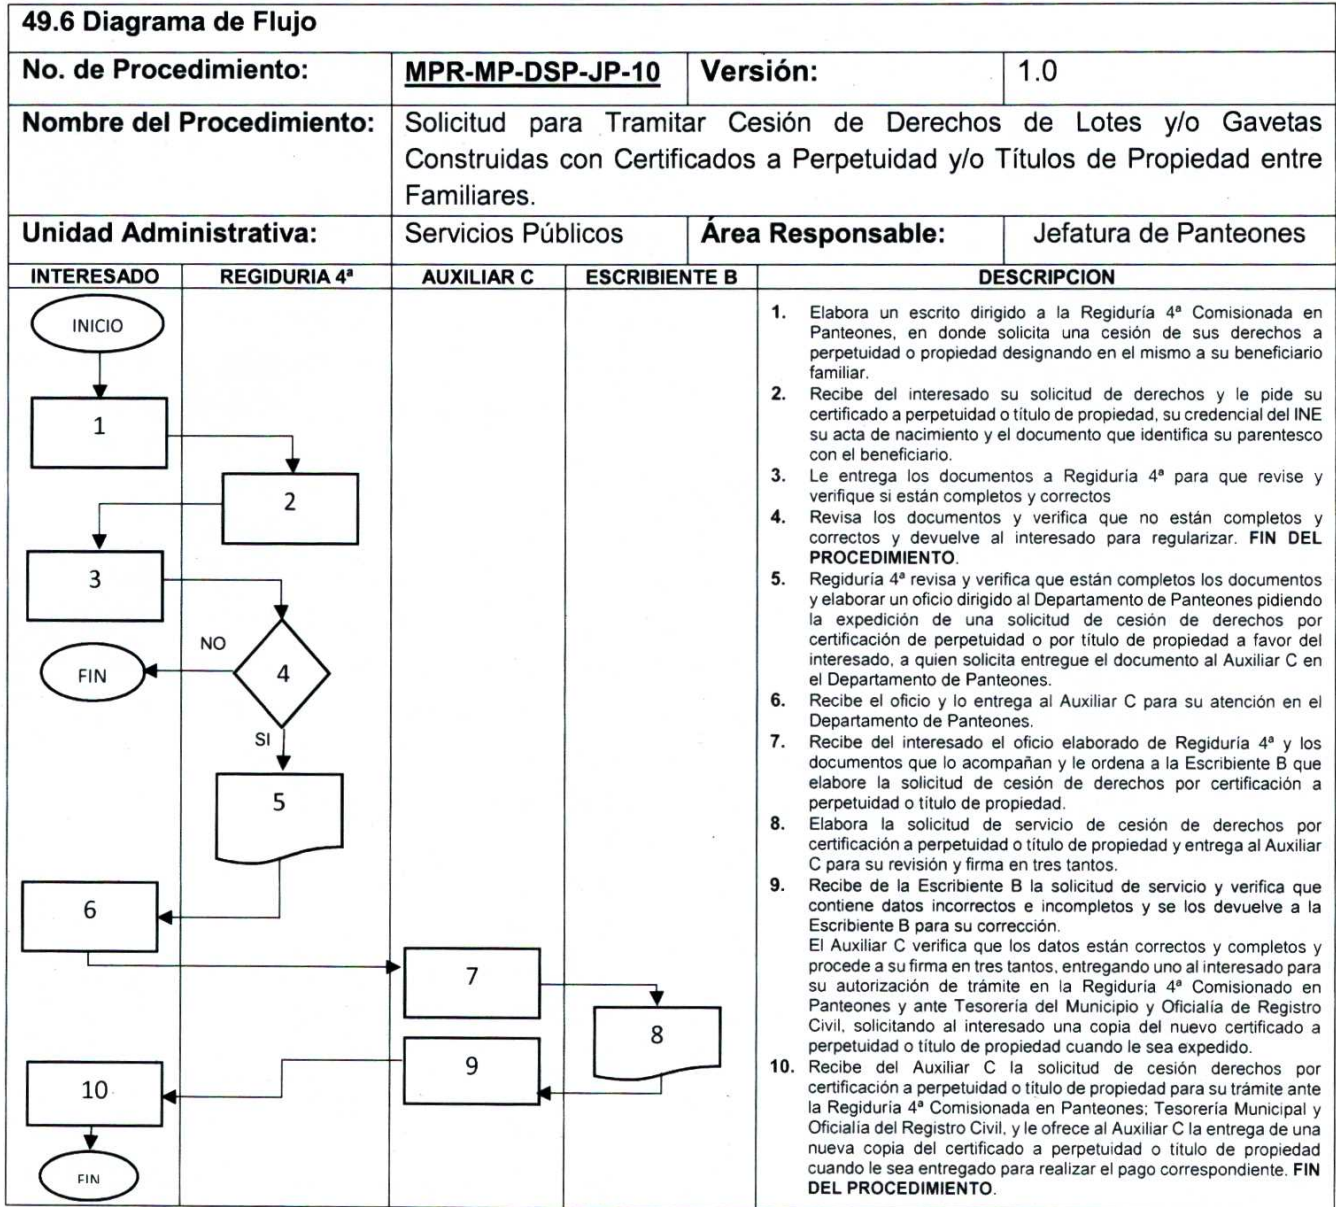 49.6 Diagrama de Flujo
No. de Procedimiento: MPR-MP-DSP-JP-10 Versión: 1.0
Nombre del Procedimiento: Solicitud para Tramitar Cesión de Derechos de Lotes y/o Gavetas
Construidas con Certificados a Perpetuidad y/o Títulos de Propiedad entre
Familiares.
Unidad Administrativa: Servicios Públicos Área Responsable: Jefatura de Panteones
INTERESADO REGIDURIA 4ª AUXILIAR C ESCRIBIENTE B DESCRIPCION
INICIO
1
2
3
NO
4
FIN
SI
5
6
7
8
9
10
FIN
1. Elabora un escrito dirigido a la Regiduría 4ª Comisionada en
Panteones, en donde solicita una cesión de sus derechos a
perpetuidad o propiedad designando en el mismo a su beneficiario
familiar.
2. Recibe del interesado su solicitud de derechos y le pide su
certificado a perpetuidad o título de propiedad, su credencial del INE
su acta de nacimiento y el documento que identifica su parentesco
con el beneficiario.
3. Le entrega los documentos a Regiduría 4ª para que revise y
verifique si están completos y correctos
4. Revisa los documentos y verifica que no están completos y
correctos y devuelve al interesado para regularizar. FIN DEL
PROCEDIMIENTO.
5. Regiduría 4ª revisa y verifica que están completos los documentos
y elaborar un oficio dirigido al Departamento de Panteones pidiendo
la expedición de una solicitud de cesión de derechos por
certificación de perpetuidad o por título de propiedad a favor del
interesado, a quien solicita entregue el documento al Auxiliar C en
el Departamento de Panteones.
6. Recibe el oficio y lo entrega al Auxiliar C para su atención en el
Departamento de Panteones.
7. Recibe del interesado el oficio elaborado de Regiduría 4ª y los
documentos que lo acompañan y le ordena a la Escribiente B que
elabore la solicitud de cesión de derechos por certificación a
perpetuidad o título de propiedad.
8. Elabora la solicitud de servicio de cesión de derechos por
certificación a perpetuidad o título de propiedad y entrega al Auxiliar
C para su revisión y firma en tres tantos.
9. Recibe de la Escribiente B la solicitud de servicio y verifica que
contiene datos incorrectos e incompletos y se los devuelve a la
Escribiente B para su corrección.
El Auxiliar C verifica que los datos están correctos y completos y
procede a su firma en tres tantos, entregando uno al interesado para
su autorización de trámite en la Regiduría 4ª Comisionado en
Panteones y ante Tesorería del Municipio y Oficialía de Registro
Civil, solicitando al interesado una copia del nuevo certificado a
perpetuidad o título de propiedad cuando le sea expedido.
10. Recibe del Auxiliar C la solicitud de cesión derechos por
certificación a perpetuidad o título de propiedad para su trámite ante
la Regiduría 4ª Comisionada en Panteones; Tesorería Municipal y
Oficialía del Registro Civil, y le ofrece al Auxiliar C la entrega de una
nueva copia del certificado a perpetuidad o titulo de propiedad
cuando le sea entregado para realizar el pago correspondiente. FIN
DEL PROCEDIMIENTO.